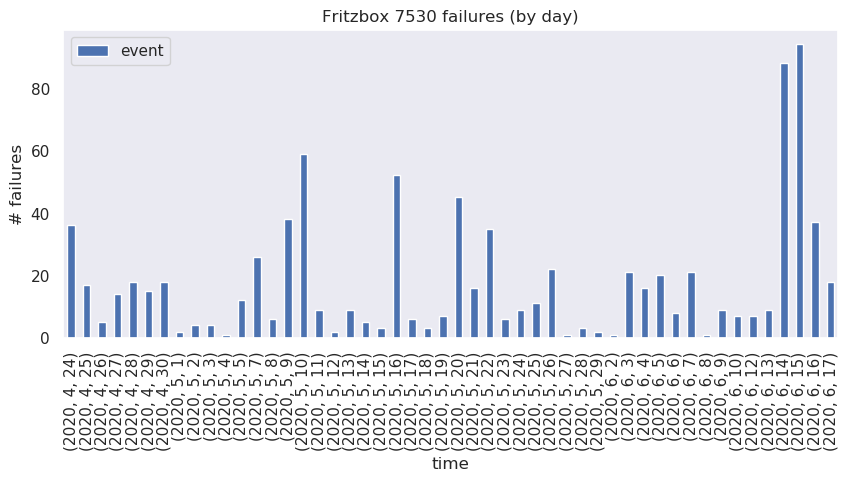 Fritzbox 7530 failures (by day)
event
# failures
80
60
40
20
0
(2020, 4, 24)
(2020, 4, 25)
(2020, 4, 26)
(2020, 4, 27)
(2020, 4, 28)
(2020, 4, 29)
(2020, 4, 30)
(2020, 5, 1)
(2020, 5, 2)
(2020, 5, 3)
(2020, 5, 4)
(2020, 5, 5)
(2020, 5, 7)
(2020, 5, 8)
(2020, 5, 9)
(2020, 5, 10)
(2020, 5, 11)
(2020, 5, 12)
(2020, 5, 13)
(2020, 5, 14)
(2020, 5, 15)
(2020, 5, 16)
(2020, 5, 17)
(2020, 5, 18)
(2020, 5, 19)
(2020, 5, 20)
(2020, 5, 21)
(2020, 5, 22)
(2020, 5, 23)
(2020, 5, 24)
(2020, 5, 25)
(2020, 5, 26)
(2020, 5, 27)
(2020, 5, 28)
(2020, 5, 29)
(2020, 6, 2)
(2020, 6, 3)
(2020, 6, 4)
(2020, 6, 5)
(2020, 6, 6)
(2020, 6, 7)
(2020, 6, 8)
(2020, 6, 9)
(2020, 6, 10)
(2020, 6, 12)
(2020, 6, 13)
(2020, 6, 14)
(2020, 6, 15)
(2020, 6, 16)
(2020, 6, 17)
time